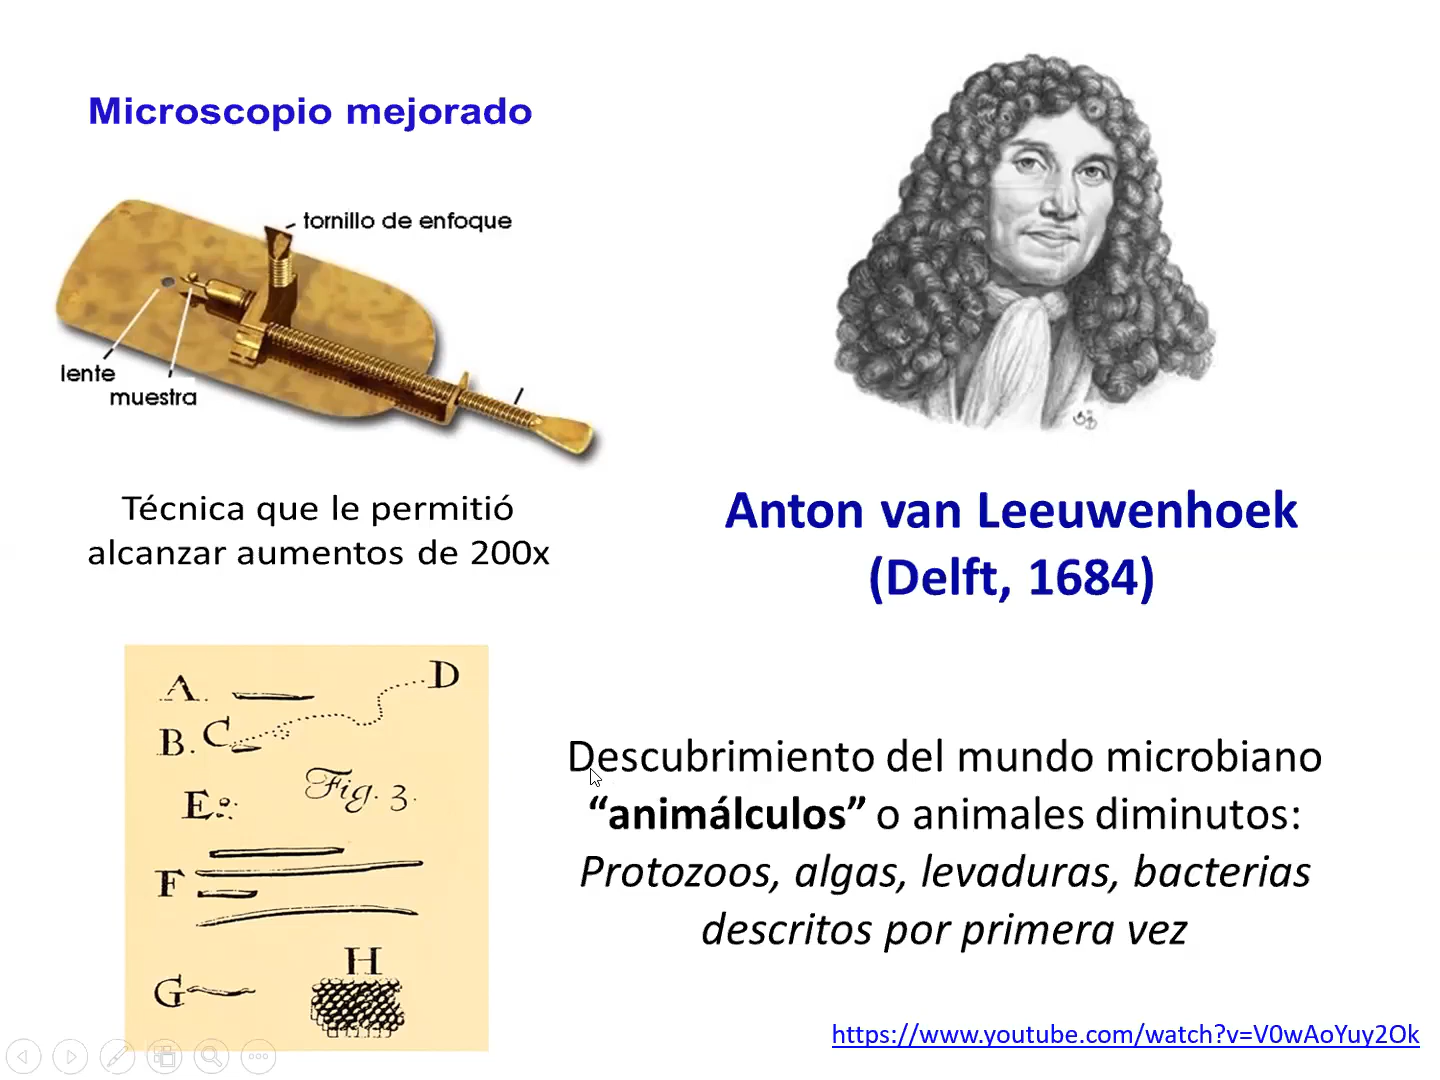 Microscopio mejorado
tornillo de enfoque
lente
muestra
Técnica que le permitió
alcanzar aumentos de 200x
Anton van Leeuwenhoek
(Delft, 1684)
A.
D
B. C
Fig. 3.
E.
F
H
G
Descubrimiento del mundo microbiano
“animálculos” o animales diminutos:
Protozoos, algas, levaduras, bacterias
descritos por primera vez
https://www.youtube.com/watch?v=V0wAoYuy2Ok